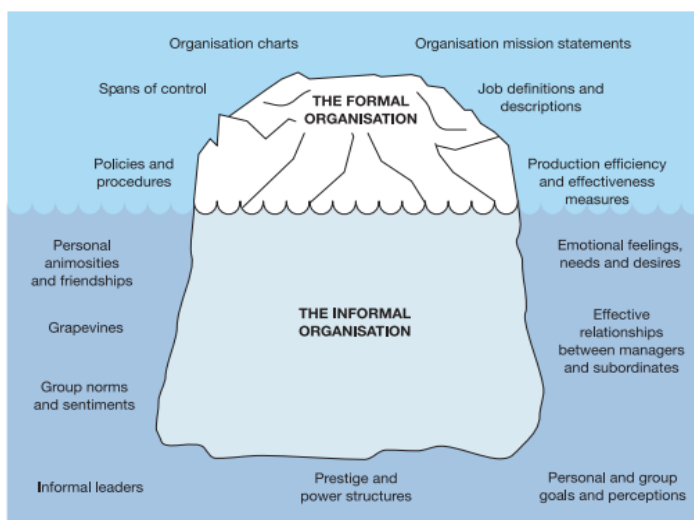 Organisation charts
Organisation mission statements
Spans of control
Job definitions and
descriptions
THE FORMAL
ORGANISATION
Policies and
procedures
Production efficiency
and effectiveness
measures
Personal
animosities
and friendships
Emotional feelings,
needs and desires
THE INFORMAL
ORGANISATION
Grapevines
Effective
relationships
between managers
and subordinates
Group norms
and sentiments
Informal leaders
Prestige and
power structures
Personal and group
goals and perceptions